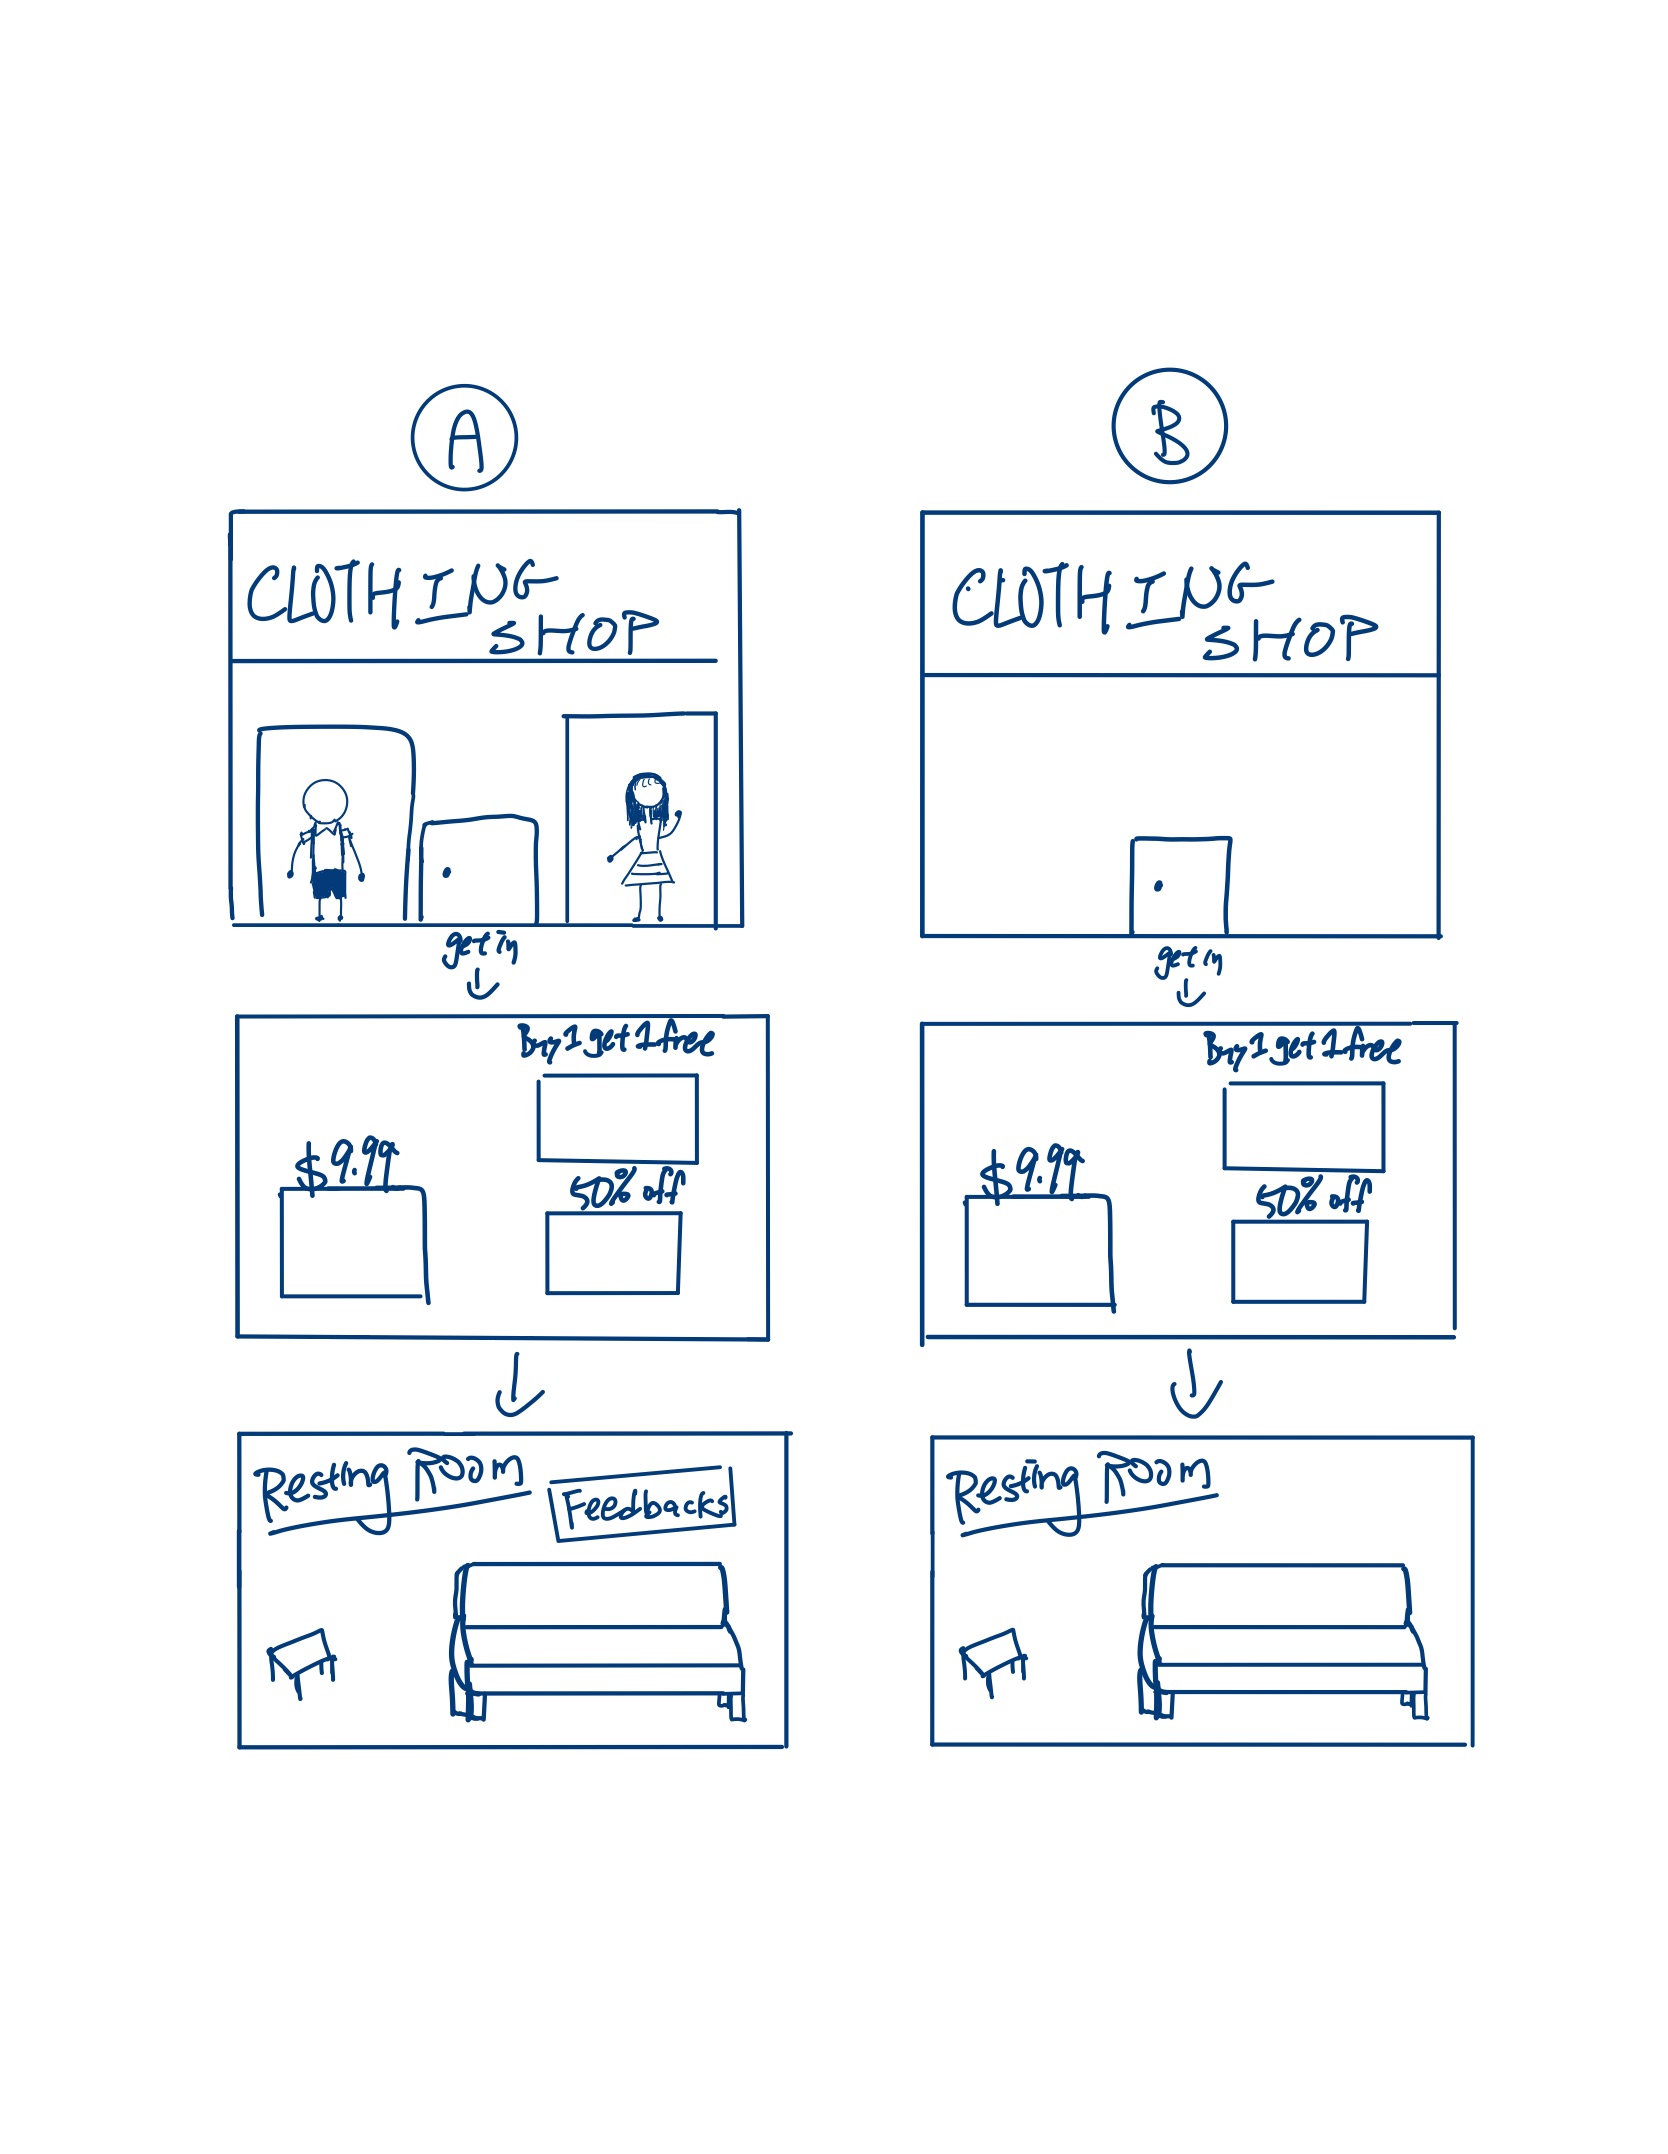 A
CLOTHING
SHOP
get in
Buy 1 get 1 free
$9.99
50% off
Resting Room
Feedbacks
B
CLOTHING
SHOP
get in
Buy 1 get 1 free
$9.99
50% off
Resting Room